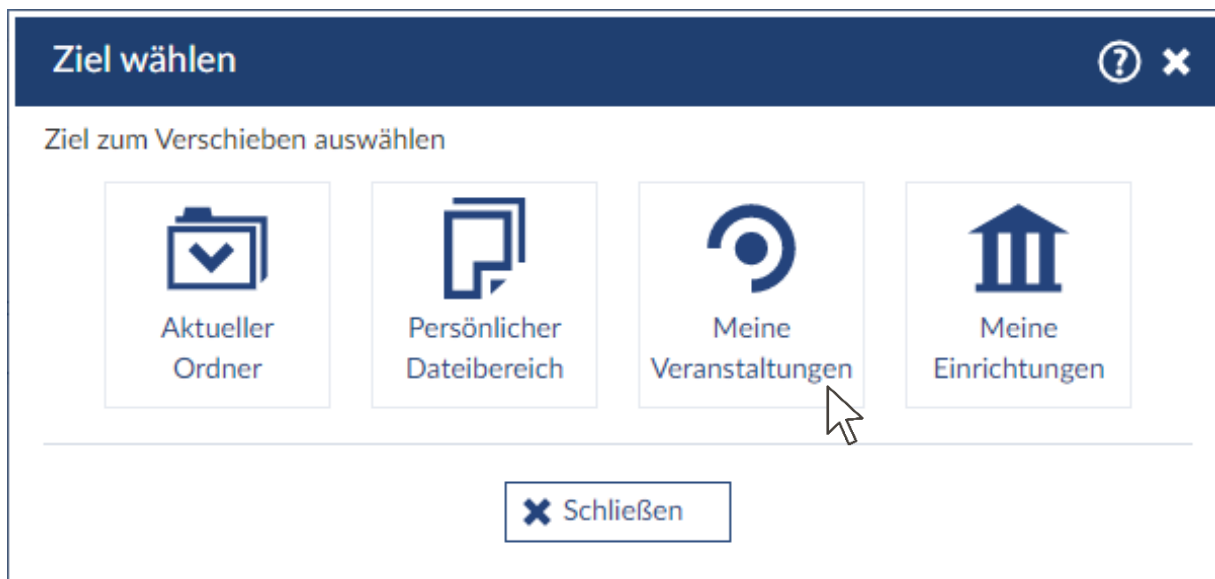 Ziel wählen
Ziel zum Verschieben auswählen
Aktueller
Ordner
Persönlicher
Dateibereich
Meine
Veranstaltungen
Meine
Einrichtungen
Schließen